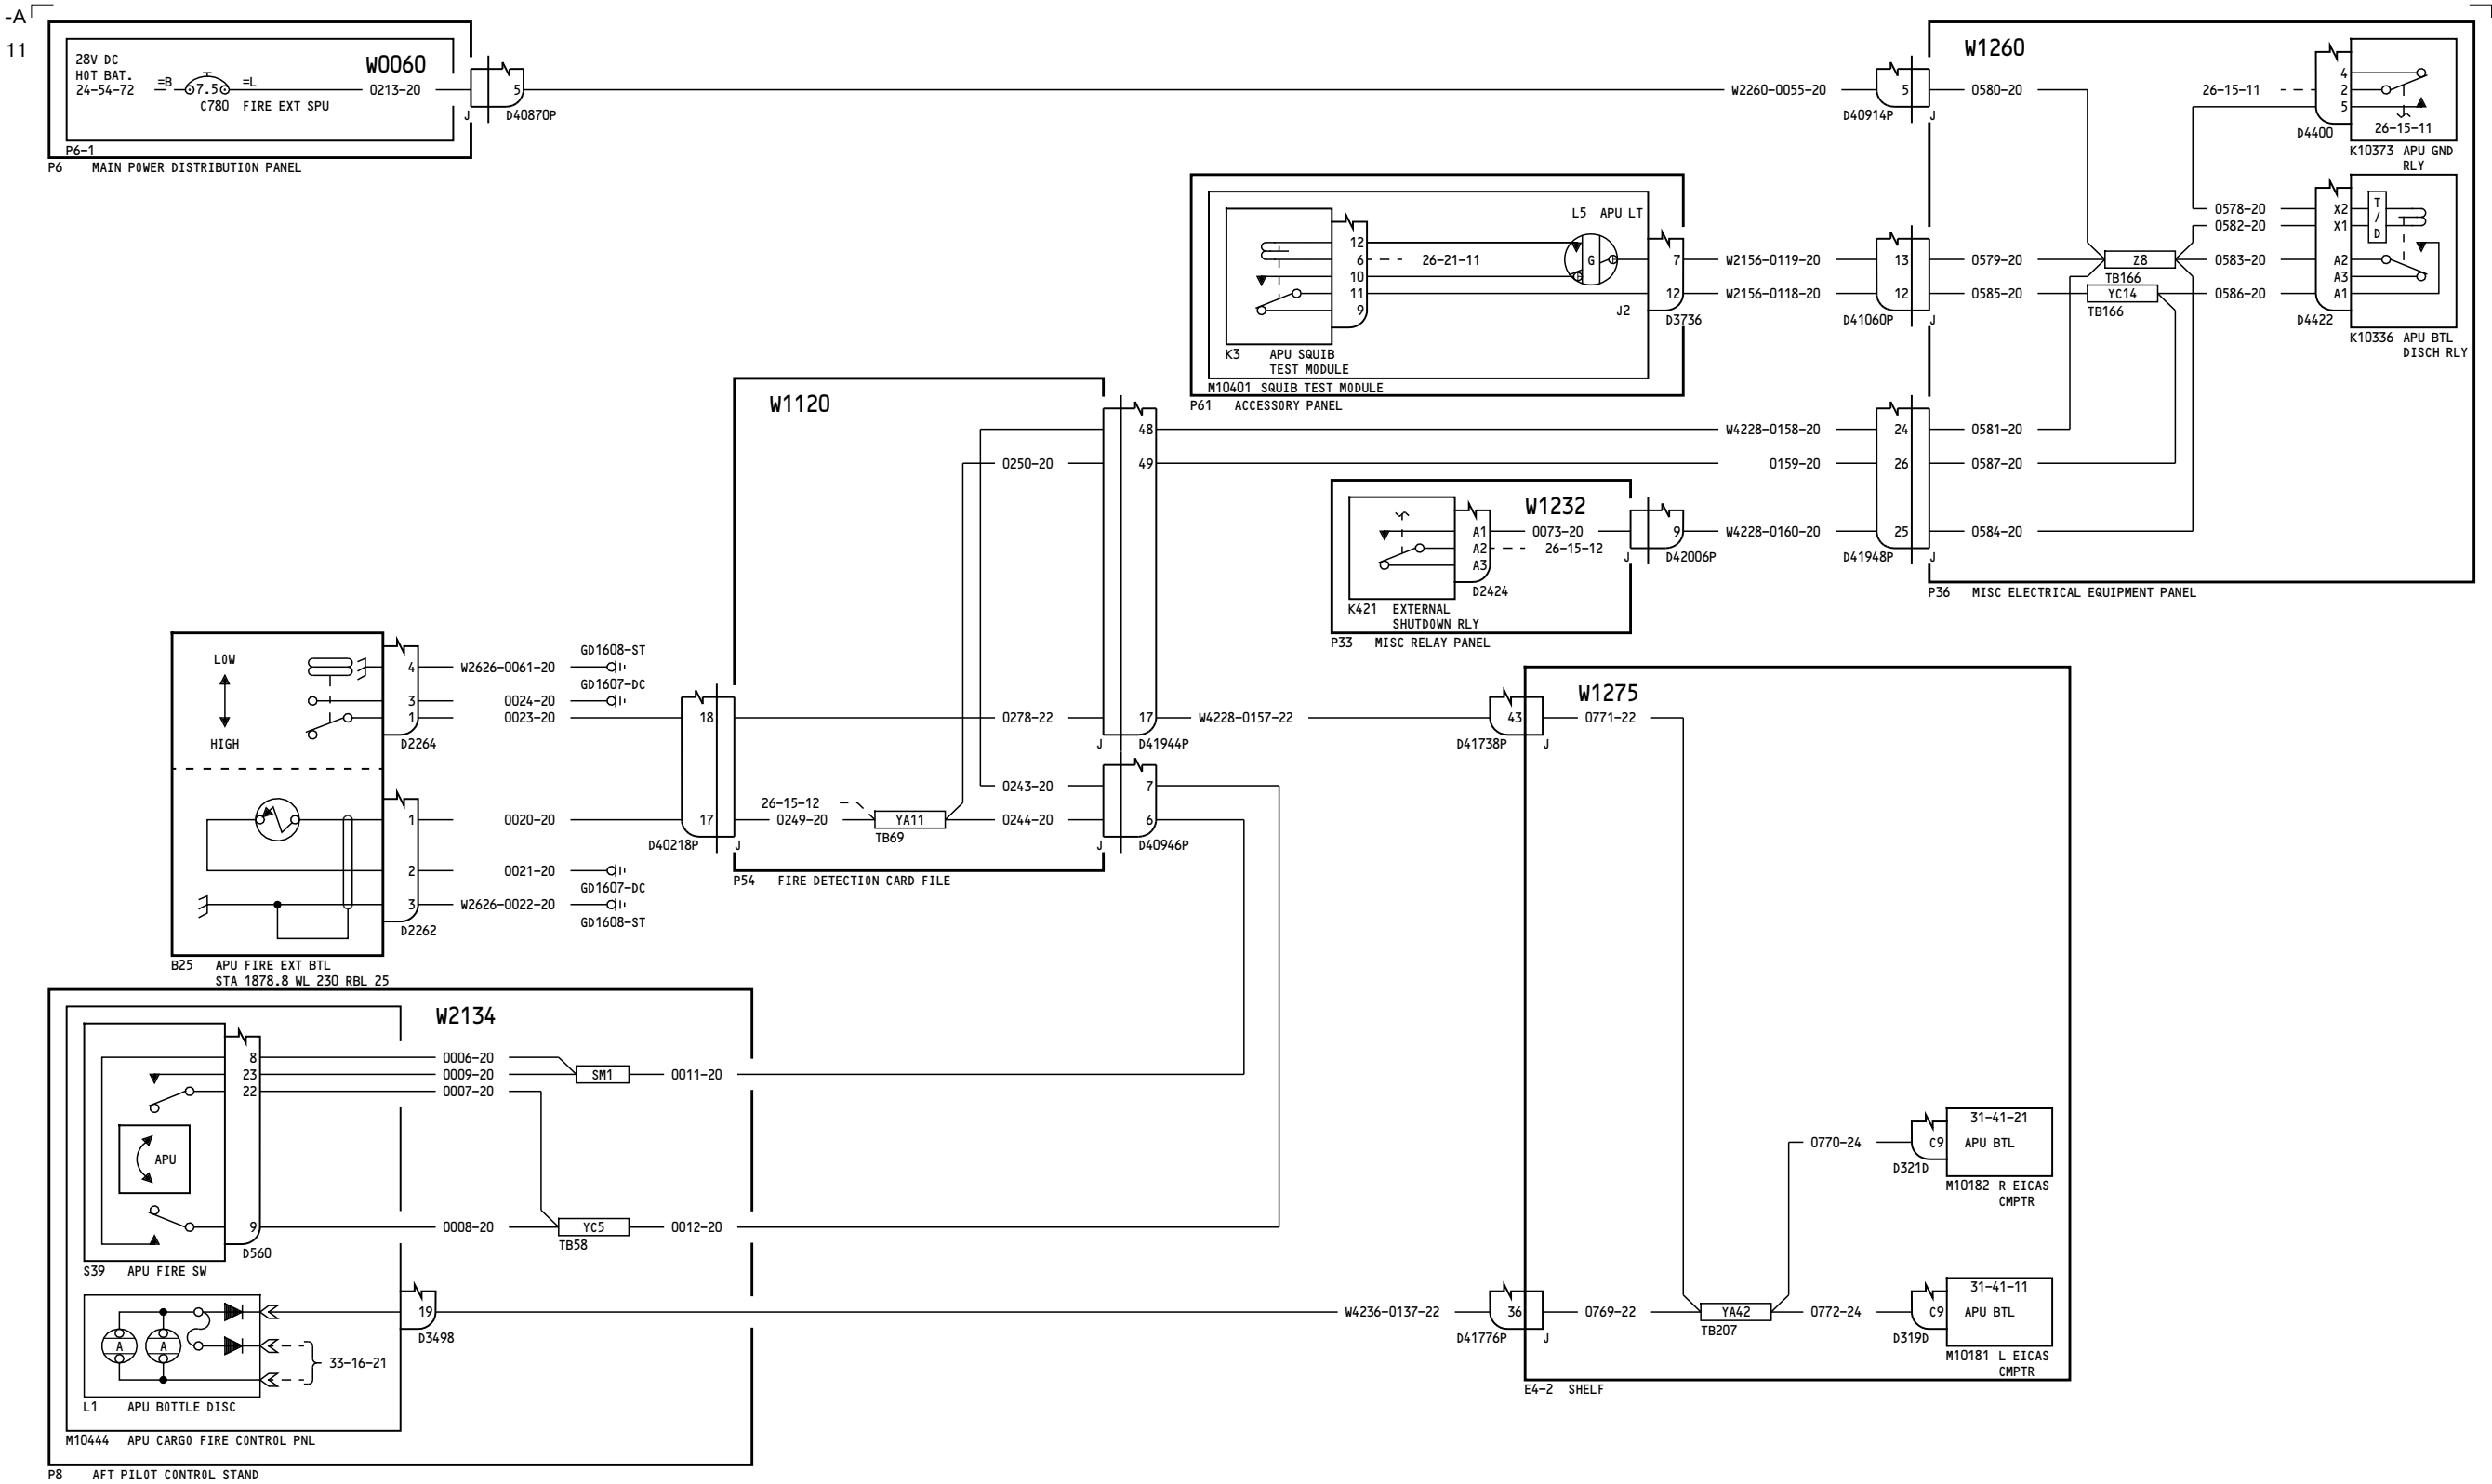 -A
11
28V DC
HOT BAT.
24-54-72
=B
7.5
=L
C780 FIRE EXT SPU
W0060
0213-20
5
J
D40870P
P6-1
P6 MAIN POWER DISTRIBUTION PANEL
W2260-0055-20
5
D40914P
J
W1260
0580-20
26-15-11
4
2
5
D4400
26-15-11
K10373 APU GND
RLY
L5 APU LT
12
6
10
11
9
26-21-11
G
7
12
J2
D3736
K3 APU SQUIB
TEST MODULE
M10401 SQUIB TEST MODULE
P61 ACCESSORY PANEL
W2156-0119-20
W2156-0118-20
13
12
D41060P
J
0579-20
0585-20
Z8
TB166
YC14
TB166
0578-20
0582-20
0583-20
0586-20
X2
X1
A2
A3
A1
T
/
D
D4422
K10336 APU BTL
DISCH RLY
W1120
0250-20
48
49
W4228-0158-20
0159-20
24
26
25
0581-20
0587-20
0584-20
D41948P
J
P36 MISC ELECTRICAL EQUIPMENT PANEL
W1232
A1
A2
A3
0073-20
26-15-12
9
J
D42006P
W4228-0160-20
D2424
K421 EXTERNAL
SHUTDOWN RLY
P33 MISC RELAY PANEL
LOW
HIGH
4
3
1
D2264
W2626-0061-20
0024-20
0023-20
GD1608-ST
GD1607-DC
18
0278-22
17
J
D41944P
W4228-0157-22
43
D41738P
J
W1275
0771-22
1
2
3
D2262
0020-20
0021-20
W2626-0022-20
GD1607-DC
GD1608-ST
17
D40218P
J
26-15-12
0249-20
YA11
TB69
0243-20
0244-20
7
6
J
D40946P
P54 FIRE DETECTION CARD FILE
B25 APU FIRE EXT BTL
STA 1878.8 WL 230 RBL 25
W2134
8
23
22
9
0006-20
0009-20
0007-20
SM1
0011-20
APU
0008-20
YC5
TB58
0012-20
D560
S39 APU FIRE SW
A
A
33-16-21
19
D3498
L1 APU BOTTLE DISC
M10444 APU CARGO FIRE CONTROL PNL
P8 AFT PILOT CONTROL STAND
W4236-0137-22
36
D41776P
J
0769-22
YA42
TB207
0770-24
0772-24
31-41-21
C9
APU BTL
D321D
M10182 R EICAS
CMPTR
31-41-11
C9
APU BTL
D319D
M10181 L EICAS
CMPTR
E4-2 SHELF